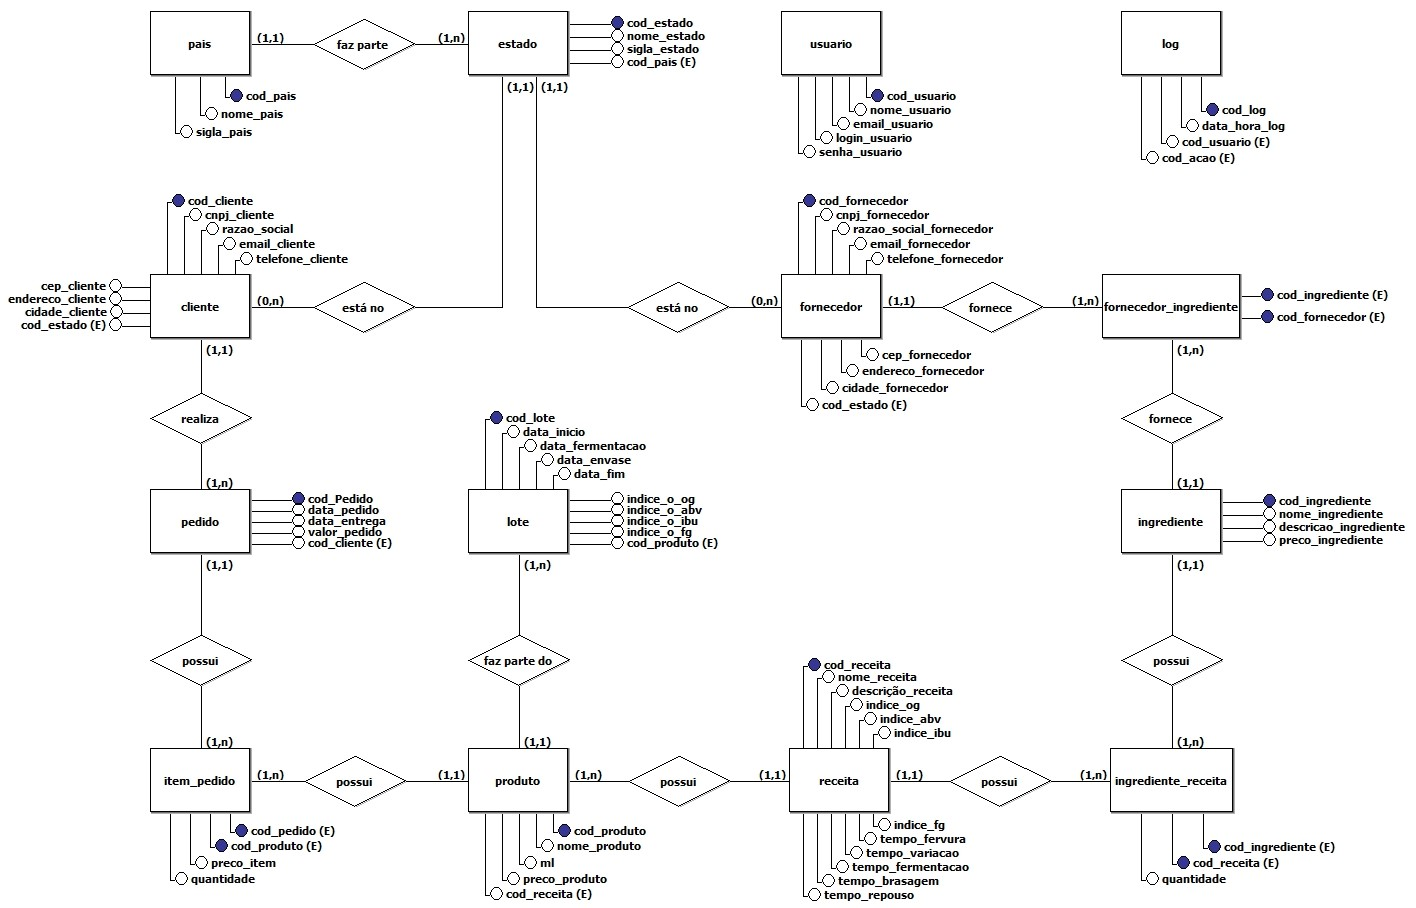 pais
(1,1)
faz parte
(1,n)
estado
cod_estado
nome_estado
sigla_estado
cod_pais (E)
(1,1)
(1,1)
cod_pais
nome_pais
sigla_pais
usuario
cod_usuario
nome_usuario
email_usuario
login_usuario
senha_usuario
log
cod_log
data_hora_log
cod_usuario (E)
cod_acao (E)
cod_cliente
cnpj_cliente
razao_social
email_cliente
telefone_cliente
cep_cliente
endereco_cliente
cidade_cliente
cod_estado (E)
cliente
(0,n)
está no
(1,1)
está no
(0,n)
cod_fornecedor
cnpj_fornecedor
razao_social_fornecedor
email_fornecedor
telefone_fornecedor
fornecedor
(1,1)
fornece
(1,n)
cep_fornecedor
endereco_fornecedor
cidade_fornecedor
cod_estado (E)
fornecedor_ingrediente
cod_ingrediente (E)
cod_fornecedor (E)
(1,n)
fornece
(1,1)
realiza
(1,n)
pedido
cod_Pedido
data_pedido
data_entrega
valor_pedido
cod_cliente (E)
(1,1)
cod_lote
data_inicio
data_fermentacao
data_envase
data_fim
lote
indice_o_og
indice_o_abv
indice_o_ibu
indice_o_fg
cod_produto (E)
(1,n)
ingrediente
cod_ingrediente
nome_ingrediente
descricao_ingrediente
preco_ingrediente
(1,1)
possui
(1,n)
faz parte do
(1,1)
possui
(1,n)
cod_receita
nome_receita
descrição_receita
indice_og
indice_abv
indice_ibu
item_pedido
(1,n)
possui
(1,1)
produto
(1,n)
possui
(1,1)
receita
(1,1)
possui
(1,n)
ingrediente_receita
cod_pedido (E)
cod_produto (E)
preco_item
quantidade
cod_produto
nome_produto
ml
preco_produto
cod_receita (E)
indice_fg
tempo_fervura
tempo_variacao
tempo_fermentacao
tempo_brasagem
tempo_repouso
cod_ingrediente (E)
cod_receita (E)
quantidade